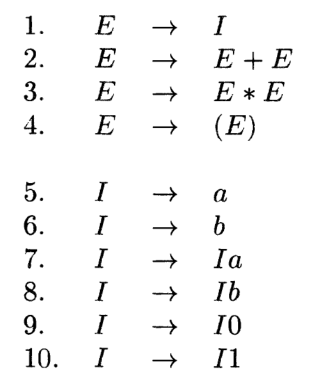 1. E → I
2. E → E + E
3. E → E * E
4. E → (E)
5. I → a
6. I → b
7. I → Ia
8. I → Ib
9. I → I0
10. I → I1